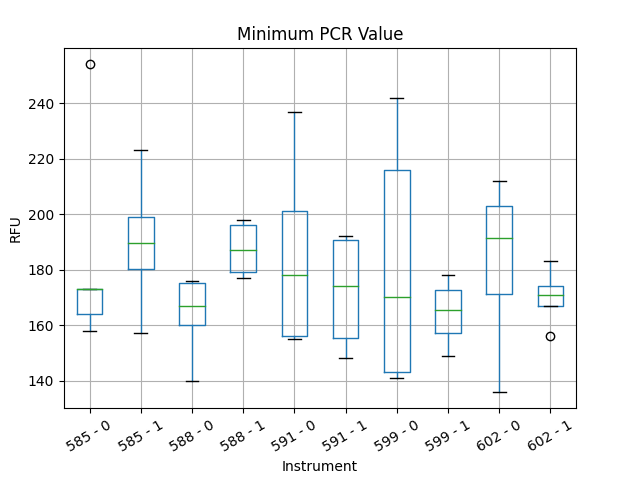 Minimum PCR Value
RFU
240
220
200
180
160
140
585 - 0
585 - 1
588 - 0
588 - 1
591 - 0
591 - 1
599 - 0
599 - 1
602 - 0
602 - 1
Instrument